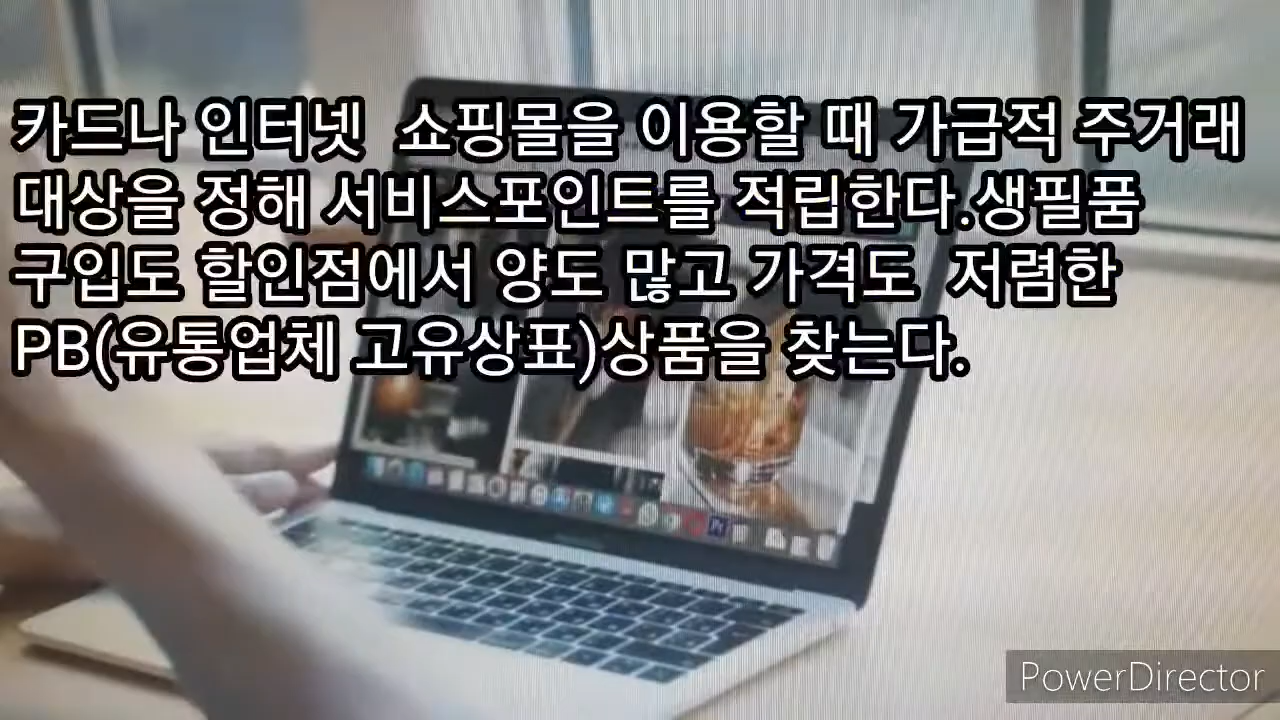 카드나 인터넷 쇼핑몰을 이용할 때 가급적 주거래
대상을 정해 서비스포인트를 적립한다.생필품
구입도 할인점에서 양도 많고 가격도 저렴한
PB(유통업체 고유상표)상품을 찾는다.
Pr
PowerDirector